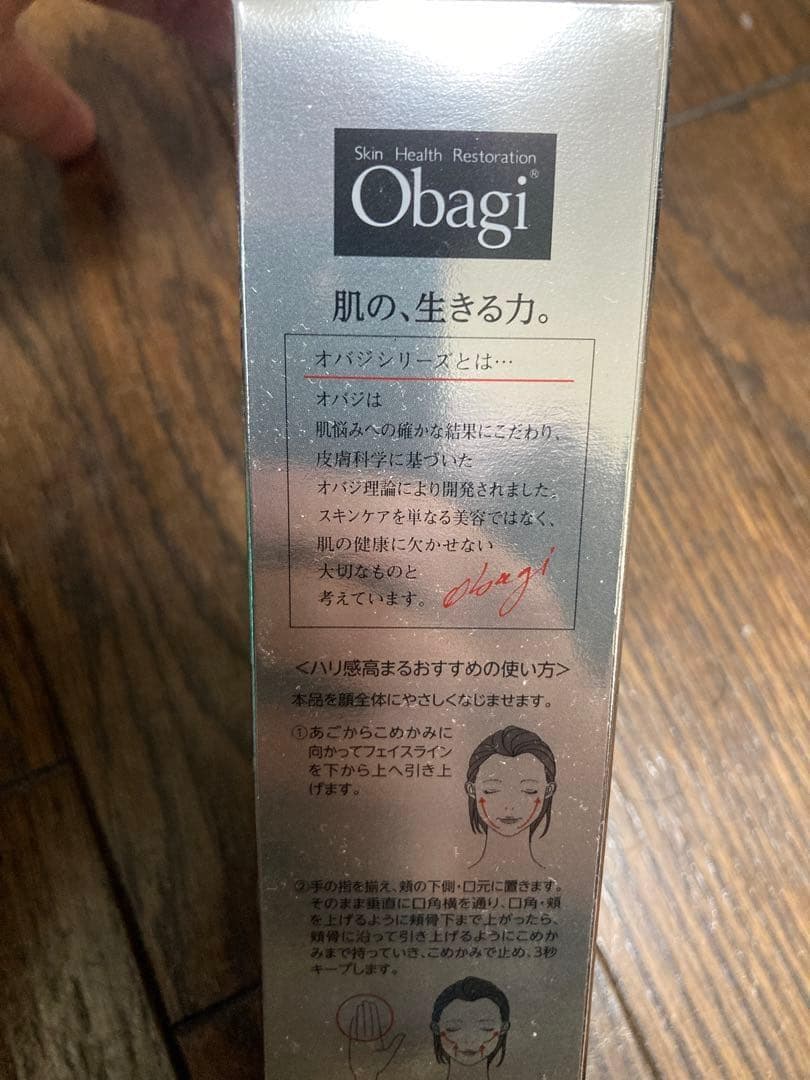 Skin Health Restoration
Obagi®
肌の、生きる力。
オバジシリーズとは…
オバジは
肌悩みへの確かな結果にこだわり、
皮膚科学に基づいた
オバジ理論により開発されました。
スキンケアを単なる美容ではなく、
肌の健康に欠かせない
大切なものと
考えています。
Obagi
<ハリ感高まるおすすめの使い方>
本品を顔全体にやさしくなじませます。
①あごからこめかみに
向かってフェイスライン
を下から上へ引き上
げます。
②手の指を揃え、頬の下側・口元に置きます。
そのまま垂直に口角横を通り、口角・頬
を上げるように頬骨下まで上がったら、
頬骨に沿って引き上げるようにこめか
みまで持っていき、こめかみで止め、3秒
キープします。